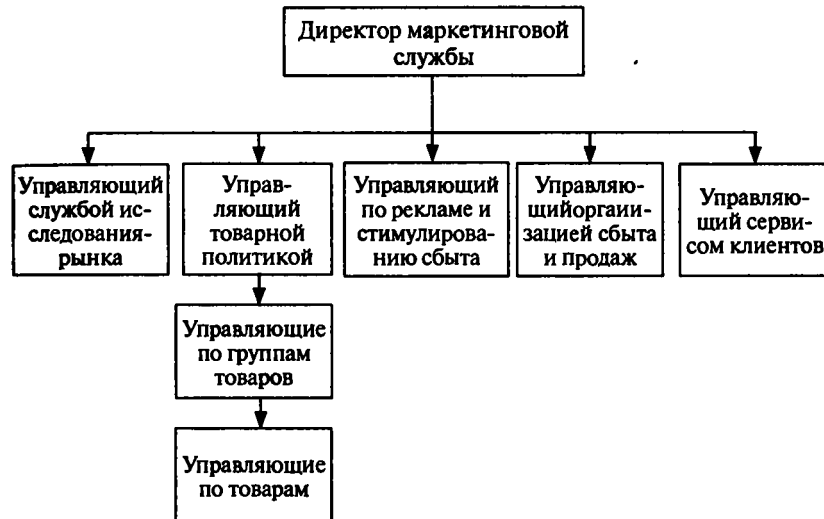 Директор маркетинговой
службы
Управляющий
службой ис-
следования-
рынка
Управ-
ляющий
товарной
политикой
Управляющий
по рекламе и
стимулирова-
нию сбыта
Управляю-
щийоргаии-
зацией сбыта
и продаж
Управляю-
щий серви-
сом клиентов
Управляющие
по группам
товаров
Управляющие
по товарам